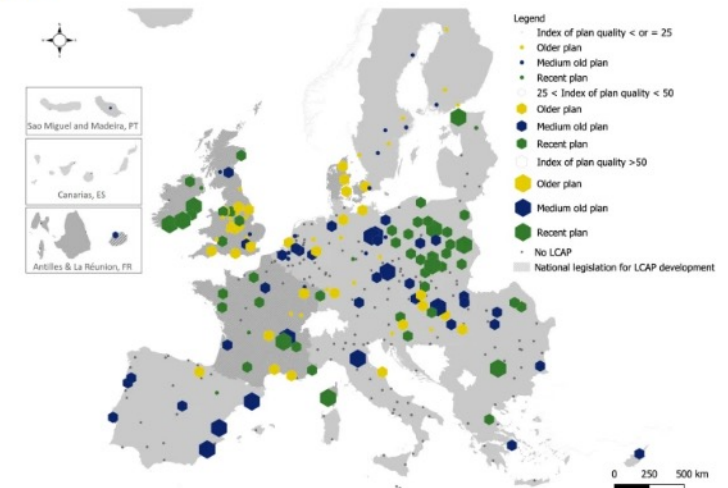 Legend
Index of plan quality < or = 25
Older plan
Medium old plan
Recent plan
25 < Index of plan quality < 50
Older plan
Medium old plan
Recent plan
Index of plan quality >50
Older plan
Medium old plan
Recent plan
No LCAP
National legislation for LCAP development
Sao Miguel and Madeira, PT
Canarias, ES
Antilles & La Réunion, FR
0 250 500 km